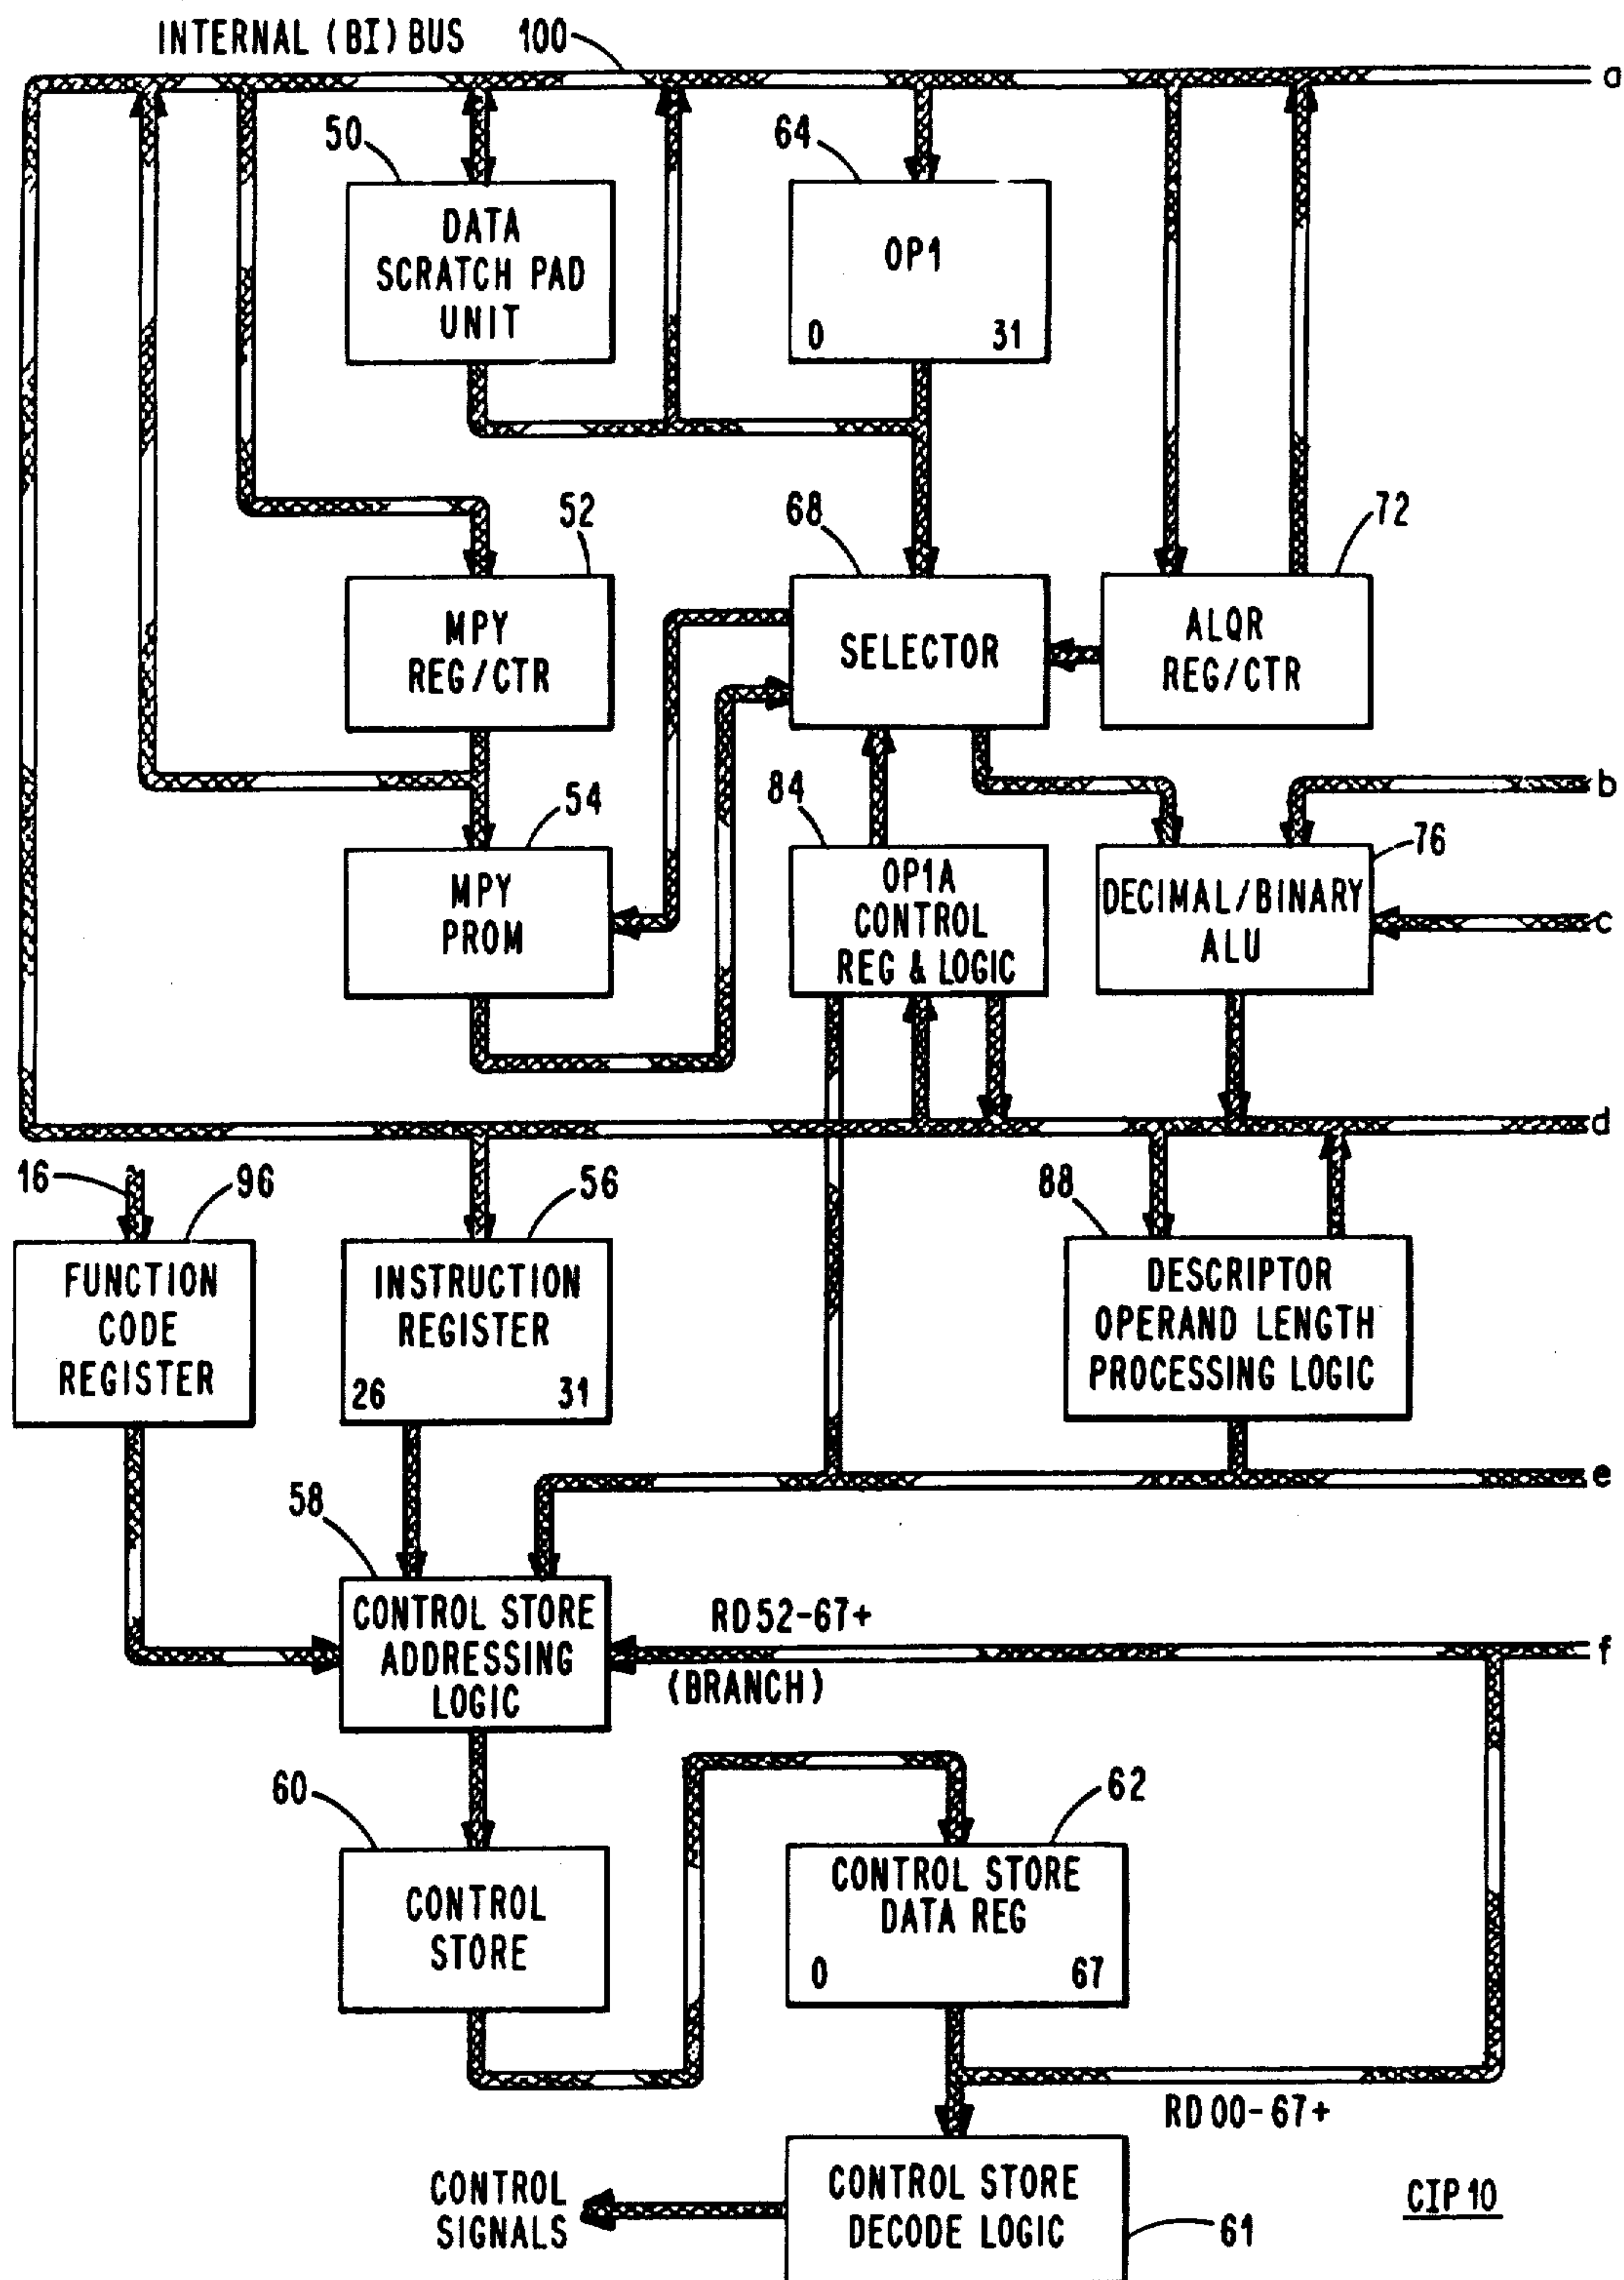 INTERNAL (BI) BUS 100
a
50
64
DATA
SCRATCH PAD
UNIT
OP1
0 31
52
68
72
MPY
REG/CTR
SELECTOR
ALQR
REG/CTR
b
54
84
76
MPY
PROM
OP1A
CONTROL
REG & LOGIC
DECIMAL/BINARY
ALU
c
d
16
96
56
88
FUNCTION
CODE
REGISTER
INSTRUCTION
REGISTER
26 31
DESCRIPTOR
OPERAND LENGTH
PROCESSING LOGIC
e
58
CONTROL STORE
ADDRESSING
LOGIC
RD52-67+
(BRANCH)
f
60
62
CONTROL
STORE
CONTROL STORE
DATA REG
0 67
RD00-67+
CONTROL
SIGNALS
CONTROL STORE
DECODE LOGIC
61
CIP 10